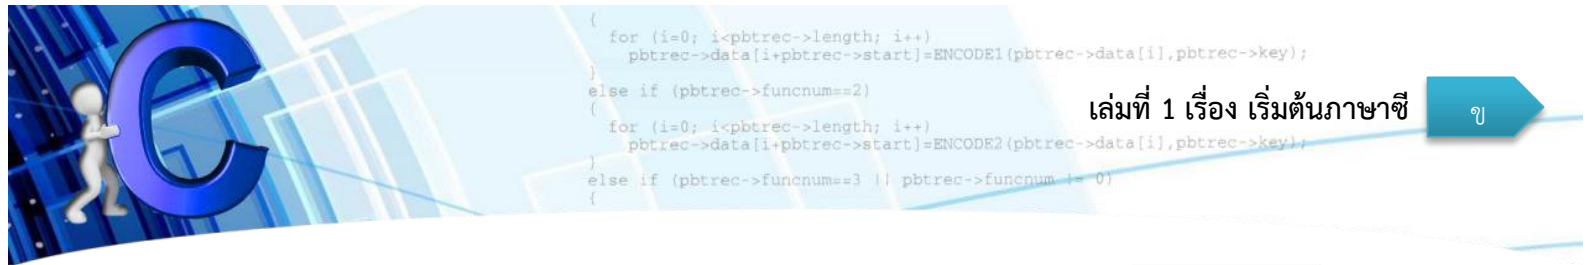 C
{
for (i=0; i<pbtrec->length; i++)
pbtrec->data[i+pbtrec->start]=ENCODE1(pbtrec->data[i],pbtrec->key);
}
else if (pbtrec->funcnum==2)
{
for (i=0; i<pbtrec->length; i++)
pbtrec->data[i+pbtrec->start]=ENCODE2(pbtrec->data[i],pbtrec->key);
}
else if (pbtrec->funcnum==3 || pbtrec->funcnum != 0)
{
เล่มที่ 1 เรื่อง เริ่มต้นภาษาซี
ข